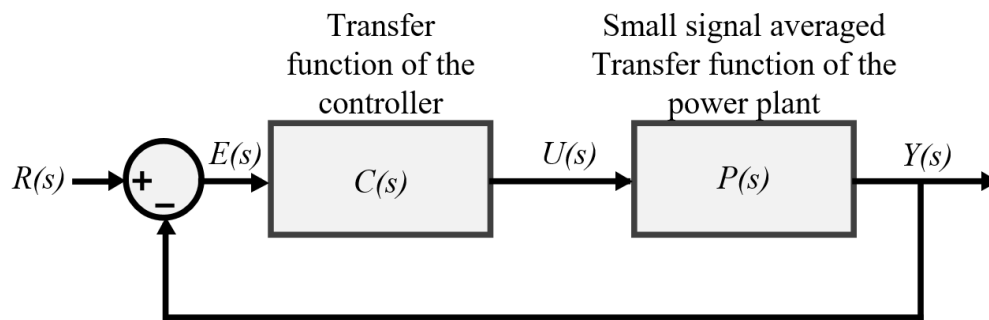 Transfer
function of the
controller
Small signal averaged
Transfer function of the
power plant
R(s)
+
−
E(s)
C(s)
U(s)
P(s)
Y(s)